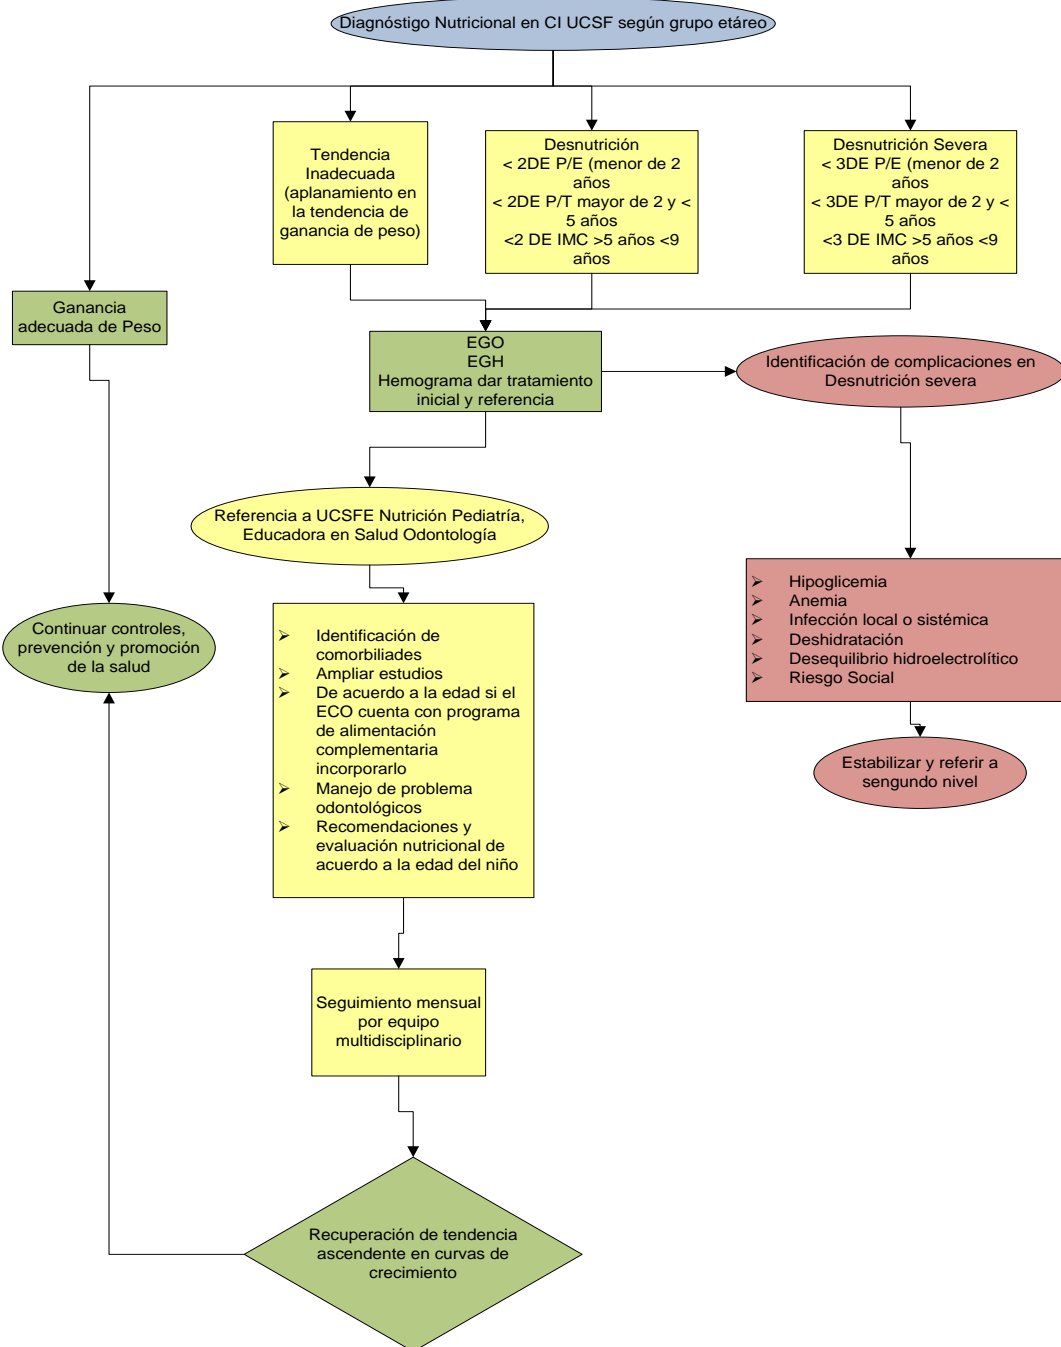 Diagnóstigo Nutricional en CI UCSF según grupo etáreo
Tendencia
Inadecuada
(aplanamiento en
la tendencia de
ganancia de peso)
Desnutrición
< 2DE P/E (menor de 2
años
< 2DE P/T mayor de 2 y <
5 años
<2 DE IMC >5 años <9
años
Desnutrición Severa
< 3DE P/E (menor de 2
años
< 3DE P/T mayor de 2 y <
5 años
<3 DE IMC >5 años <9
años
Ganancia
adecuada de Peso
EGO
EGH
Hemograma dar tratamiento
inicial y referencia
Identificación de complicaciones en
Desnutrición severa
Referencia a UCSFE Nutrición Pediatría,
Educadora en Salud Odontología
Continuar controles,
prevención y promoción
de la salud
➢ Identificación de
comorbiliades
➢ Ampliar estudios
➢ De acuerdo a la edad si el
ECO cuenta con programa
de alimentación
complementaria
incorporarlo
➢ Manejo de problema
odontológicos
➢ Recomendaciones y
evaluación nutricional de
acuerdo a la edad del niño
➢ Hipoglicemia
➢ Anemia
➢ Infección local o sistémica
➢ Deshidratación
➢ Desequilibrio hidroelectrolítico
➢ Riesgo Social
Estabilizar y referir a
sengundo nivel
Seguimiento mensual
por equipo
multidisciplinario
Recuperación de tendencia
ascendente en curvas de
crecimiento